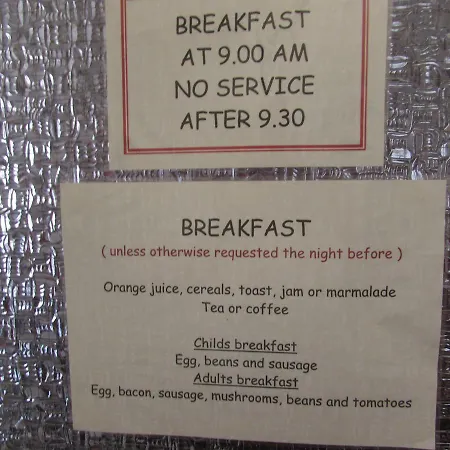 BREAKFAST
AT 9.00 AM
NO SERVICE
AFTER 9.30
BREAKFAST
( unless otherwise requested the night before )
Orange juice, cereals, toast, jam or marmalade
Tea or coffee
Childs breakfast
Egg, beans and sausage
Adults breakfast
Egg, bacon, sausage, mushrooms, beans and tomatoes